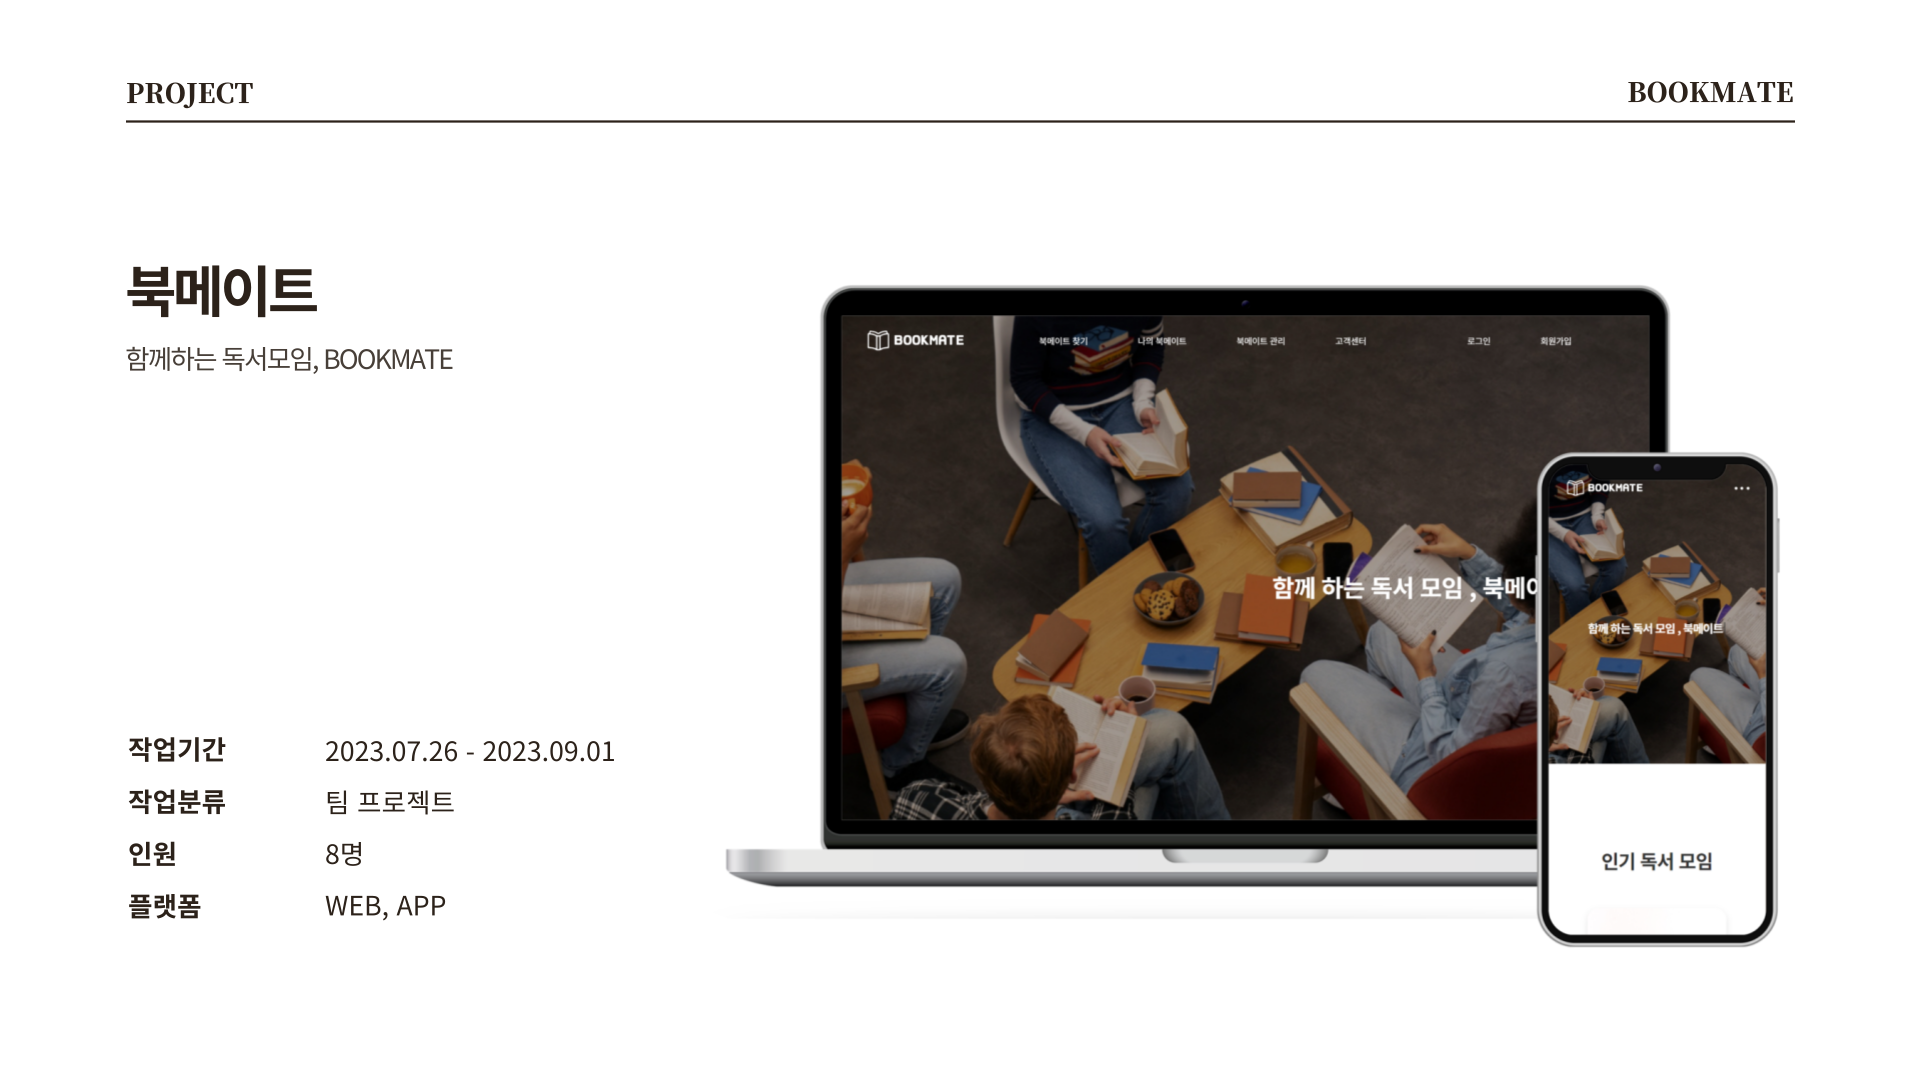 PROJECT
BOOKMATE
북메이트
함께하는 독서모임, BOOKMATE
작업기간 2023.07.26 - 2023.09.01
작업분류 팀 프로젝트
인원 8명
플랫폼 WEB, APP
BOOKMATE 북메이트 찾기 나의 북메이트 북메이트 관리 고객센터 로그인 회원가입
함께 하는 독서 모임 , 북메이
BOOKMATE
함께 하는 독서 모임 , 북메이트
인기 독서 모임